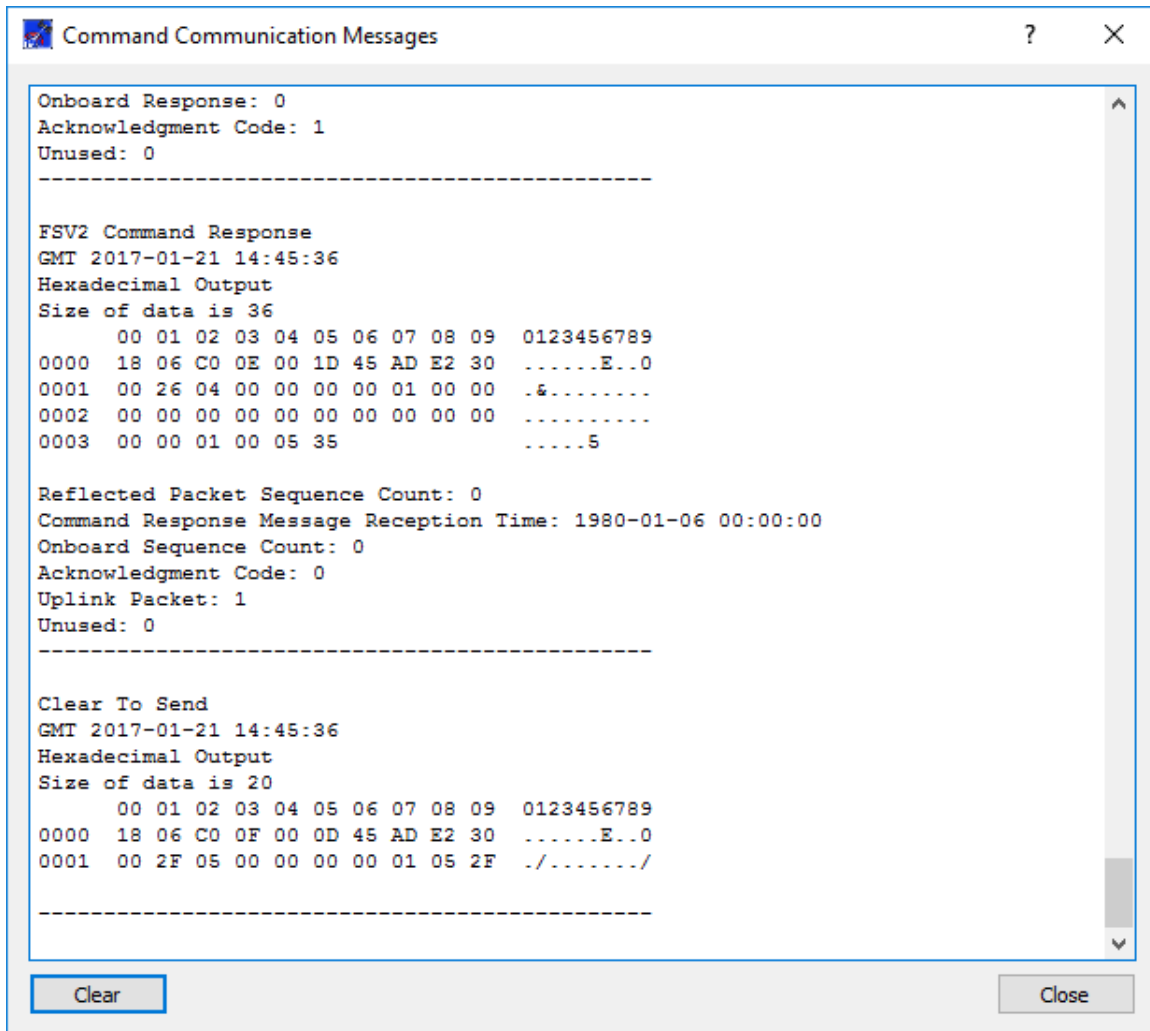 Command Communication Messages
?
Onboard Response: 0
Acknowledgment Code: 1
Unused: 0
-----------------------------------------------
FSV2 Command Response
GMT 2017-01-21 14:45:36
Hexadecimal Output
Size of data is 36
00 01 02 03 04 05 06 07 08 09 0123456789
0000 18 06 C0 0E 00 1D 45 AD E2 30 ......E..0
0001 00 26 04 00 00 00 00 01 00 00 .&........
0002 00 00 00 00 00 00 00 00 00 00 ..........
0003 00 00 01 00 05 35 .....5
Reflected Packet Sequence Count: 0
Command Response Message Reception Time: 1980-01-06 00:00:00
Onboard Sequence Count: 0
Acknowledgment Code: 0
Uplink Packet: 1
Unused: 0
-----------------------------------------------
Clear To Send
GMT 2017-01-21 14:45:36
Hexadecimal Output
Size of data is 20
00 01 02 03 04 05 06 07 08 09 0123456789
0000 18 06 C0 0F 00 0D 45 AD E2 30 ......E..0
0001 00 2F 05 00 00 00 00 01 05 2F ./......./
-----------------------------------------------
Clear
Close